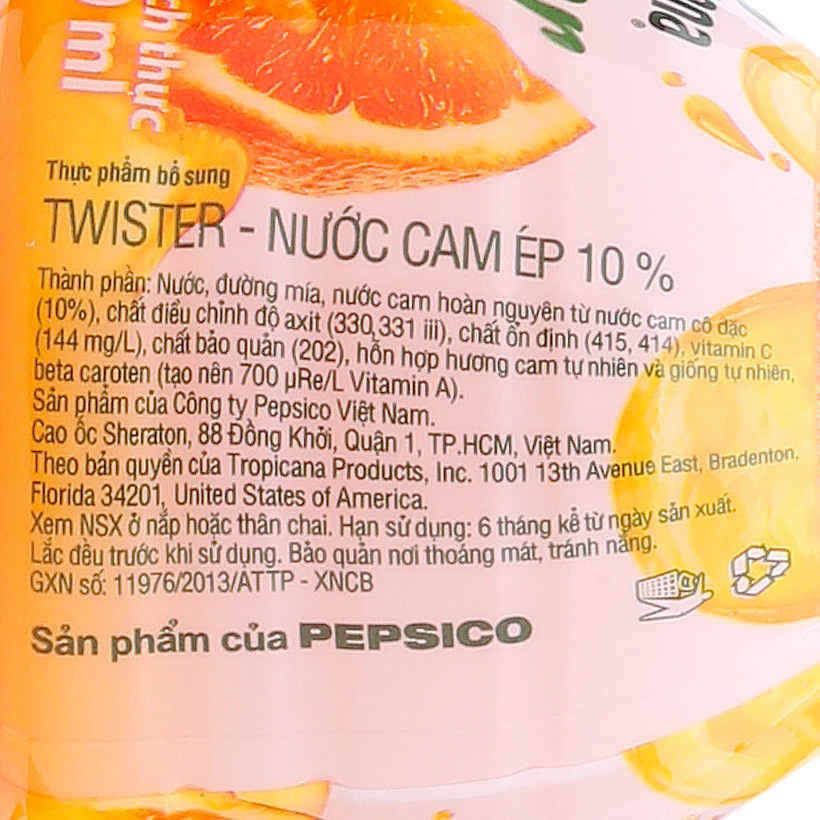 ch thực
0 ml
Thực phẩm bổ sung
TWISTER - NƯỚC CAM ÉP 10 %
Thành phần: Nước, đường mía, nước cam hoàn nguyên từ nước cam cô đặc
(10%), chất điều chỉnh độ axit (330,331 iii), chất ổn định (415, 414), vitamin C
(144 mg/L), chất bảo quản (202), hỗn hợp hương cam tự nhiên và giống tự nhiên,
beta caroten (tạo nên 700 µRe/L Vitamin A).
Sản phẩm của Công ty Pepsico Việt Nam.
Cao ốc Sheraton, 88 Đồng Khởi, Quận 1, TP.HCM, Việt Nam.
Theo bản quyền của Tropicana Products, Inc. 1001 13th Avenue East, Bradenton,
Florida 34201, United States of America.
Xem NSX ở nắp hoặc thân chai. Hạn sử dụng: 6 tháng kể từ ngày sản xuất.
Lắc đều trước khi sử dụng. Bảo quản nơi thoáng mát, tránh nắng.
GXN số: 11976/2013/ATTP - XNCB
Sản phẩm của PEPSICO